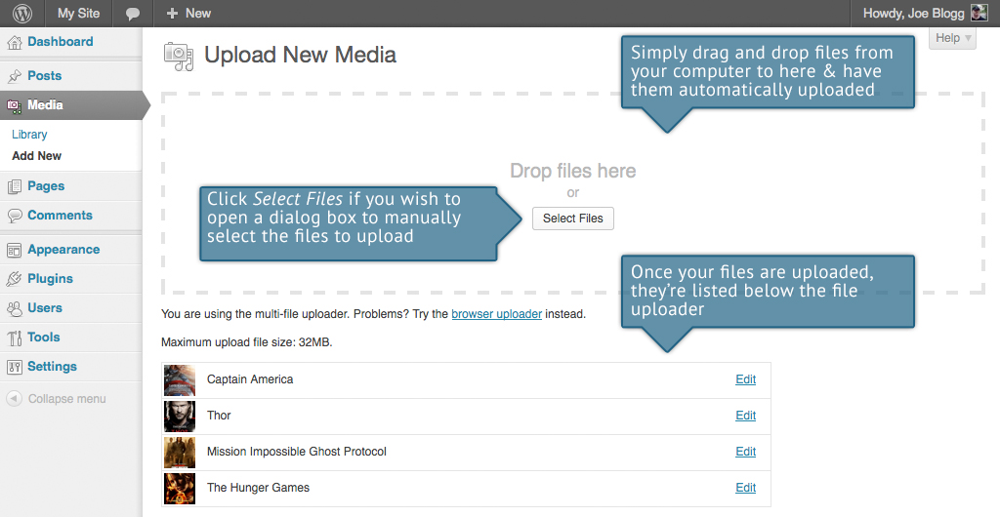 My Site
New
Howdy, Joe Blogg
Help
Dashboard
Posts
Media
Library
Add New
Pages
Comments
Appearance
Plugins
Users
Tools
Settings
Collapse menu
Upload New Media
Simply drag and drop files from
your computer to here & have
them automatically uploaded
Drop files here
or
Select Files
Click Select Files if you wish to
open a dialog box to manually
select the files to upload
Once your files are uploaded,
they're listed below the file
uploader
You are using the multi-file uploader. Problems? Try the browser uploader instead.
Maximum upload file size: 32MB.
Captain America Edit
Thor Edit
Mission Impossible Ghost Protocol Edit
The Hunger Games Edit